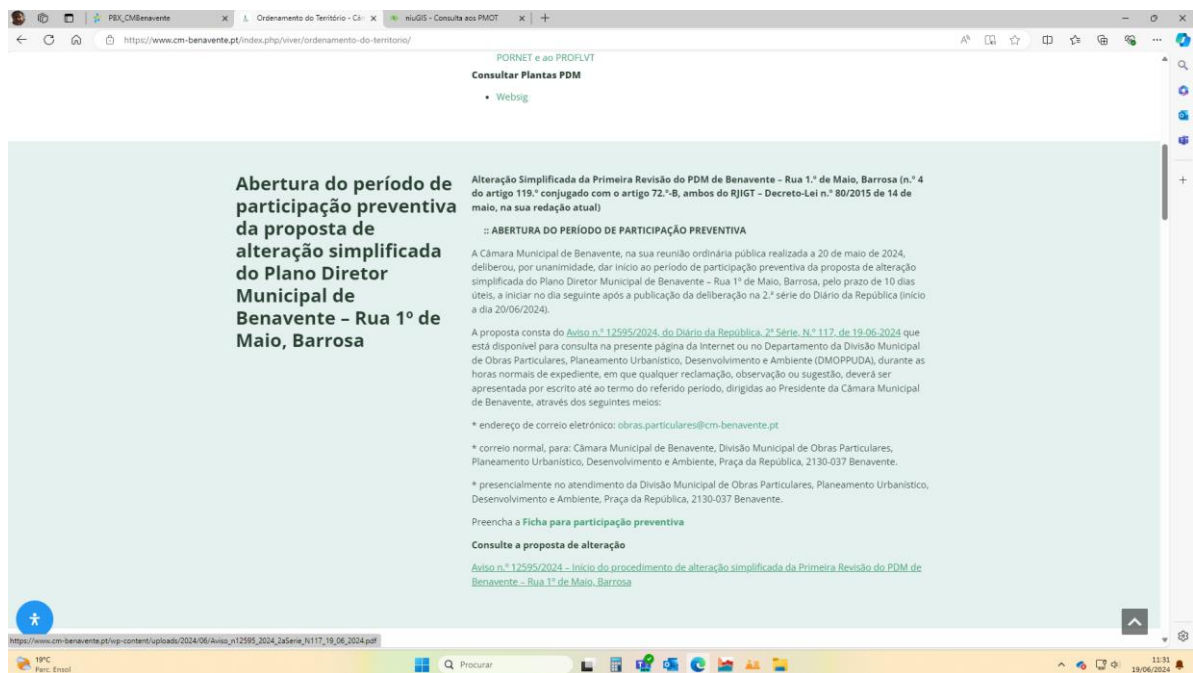 PBX_CMBenavente
Ordenamento do Território - Câ
niuGIS - Consulta aos PMOT
https://www.cm-benavente.pt/index.php/viver/ordenamento-do-territorio/
PORNET e ao PROFLVT
Consultar Plantas PDM
• Websig
Abertura do período de
participação preventiva
da proposta de
alteração simplificada
do Plano Diretor
Municipal de
Benavente – Rua 1º de
Maio, Barrosa
Alteração Simplificada da Primeira Revisão do PDM de Benavente – Rua 1.º de Maio, Barrosa (n.º 4
do artigo 119.º conjugado com o artigo 72.º-B, ambos do RJIGT – Decreto-Lei n.º 80/2015 de 14 de
maio, na sua redação atual)
:: ABERTURA DO PERÍODO DE PARTICIPAÇÃO PREVENTIVA
A Câmara Municipal de Benavente, na sua reunião ordinária pública realizada a 20 de maio de 2024,
deliberou, por unanimidade, dar início ao período de participação preventiva da proposta de alteração
simplificada do Plano Diretor Municipal de Benavente – Rua 1º de Maio, Barrosa, pelo prazo de 10 dias
úteis, a iniciar no dia seguinte após a publicação da deliberação na 2.ª série do Diário da República (início
a dia 20/06/2024).
A proposta consta do Aviso n.º 12595/2024, do Diário da República, 2ª Série, N.º 117, de 19-06-2024 que
está disponível para consulta na presente página da Internet ou no Departamento da Divisão Municipal
de Obras Particulares, Planeamento Urbanístico, Desenvolvimento e Ambiente (DMOPPUDA), durante as
horas normais de expediente, em que qualquer reclamação, observação ou sugestão, deverá ser
apresentada por escrito até ao termo do referido período, dirigidas ao Presidente da Câmara Municipal
de Benavente, através dos seguintes meios:
* endereço de correio eletrónico: obras.particulares@cm-benavente.pt
* correio normal, para: Câmara Municipal de Benavente, Divisão Municipal de Obras Particulares,
Planeamento Urbanístico, Desenvolvimento e Ambiente, Praça da República, 2130-037 Benavente.
* presencialmente no atendimento da Divisão Municipal de Obras Particulares, Planeamento Urbanístico,
Desenvolvimento e Ambiente, Praça da República, 2130-037 Benavente.
Preencha a Ficha para participação preventiva
Consulte a proposta de alteração
Aviso n.º 12595/2024 – Início do procedimento de alteração simplificada da Primeira Revisão do PDM de
Benavente – Rua 1º de Maio, Barrosa
https://www.cm-benavente.pt/wp-content/uploads/2024/06/Aviso_n12595_2024_2aSerie_N117_19_06_2024.pdf
19°C
Parc. Ensol
Procurar
11:31
19/06/2024